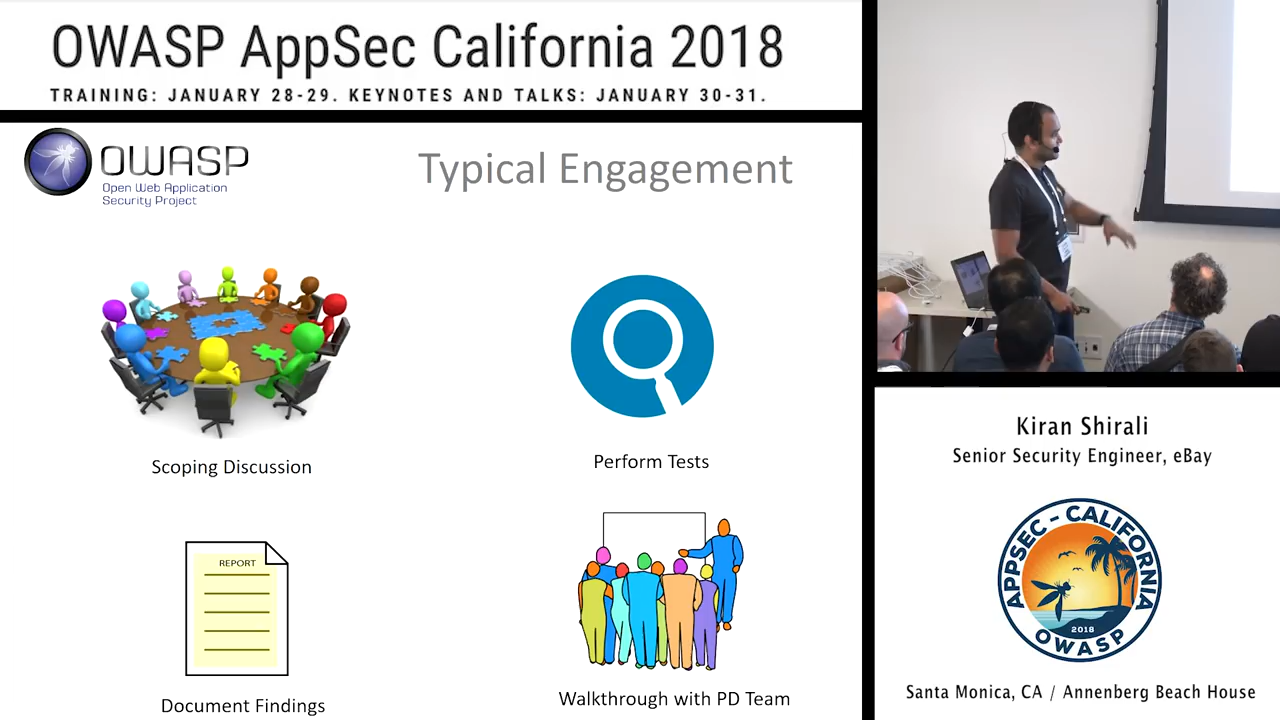 OWASP AppSec California 2018
TRAINING: JANUARY 28-29. KEYNOTES AND TALKS: JANUARY 30-31.
OWASP
Open Web Application
Security Project
Typical Engagement
Scoping Discussion
Perform Tests
REPORT
Document Findings
Walkthrough with PD Team
Kiran Shirali
Senior Security Engineer, eBay
APPSEC - CALIFORNIA
2018
OWASP
Santa Monica, CA / Annenberg Beach House